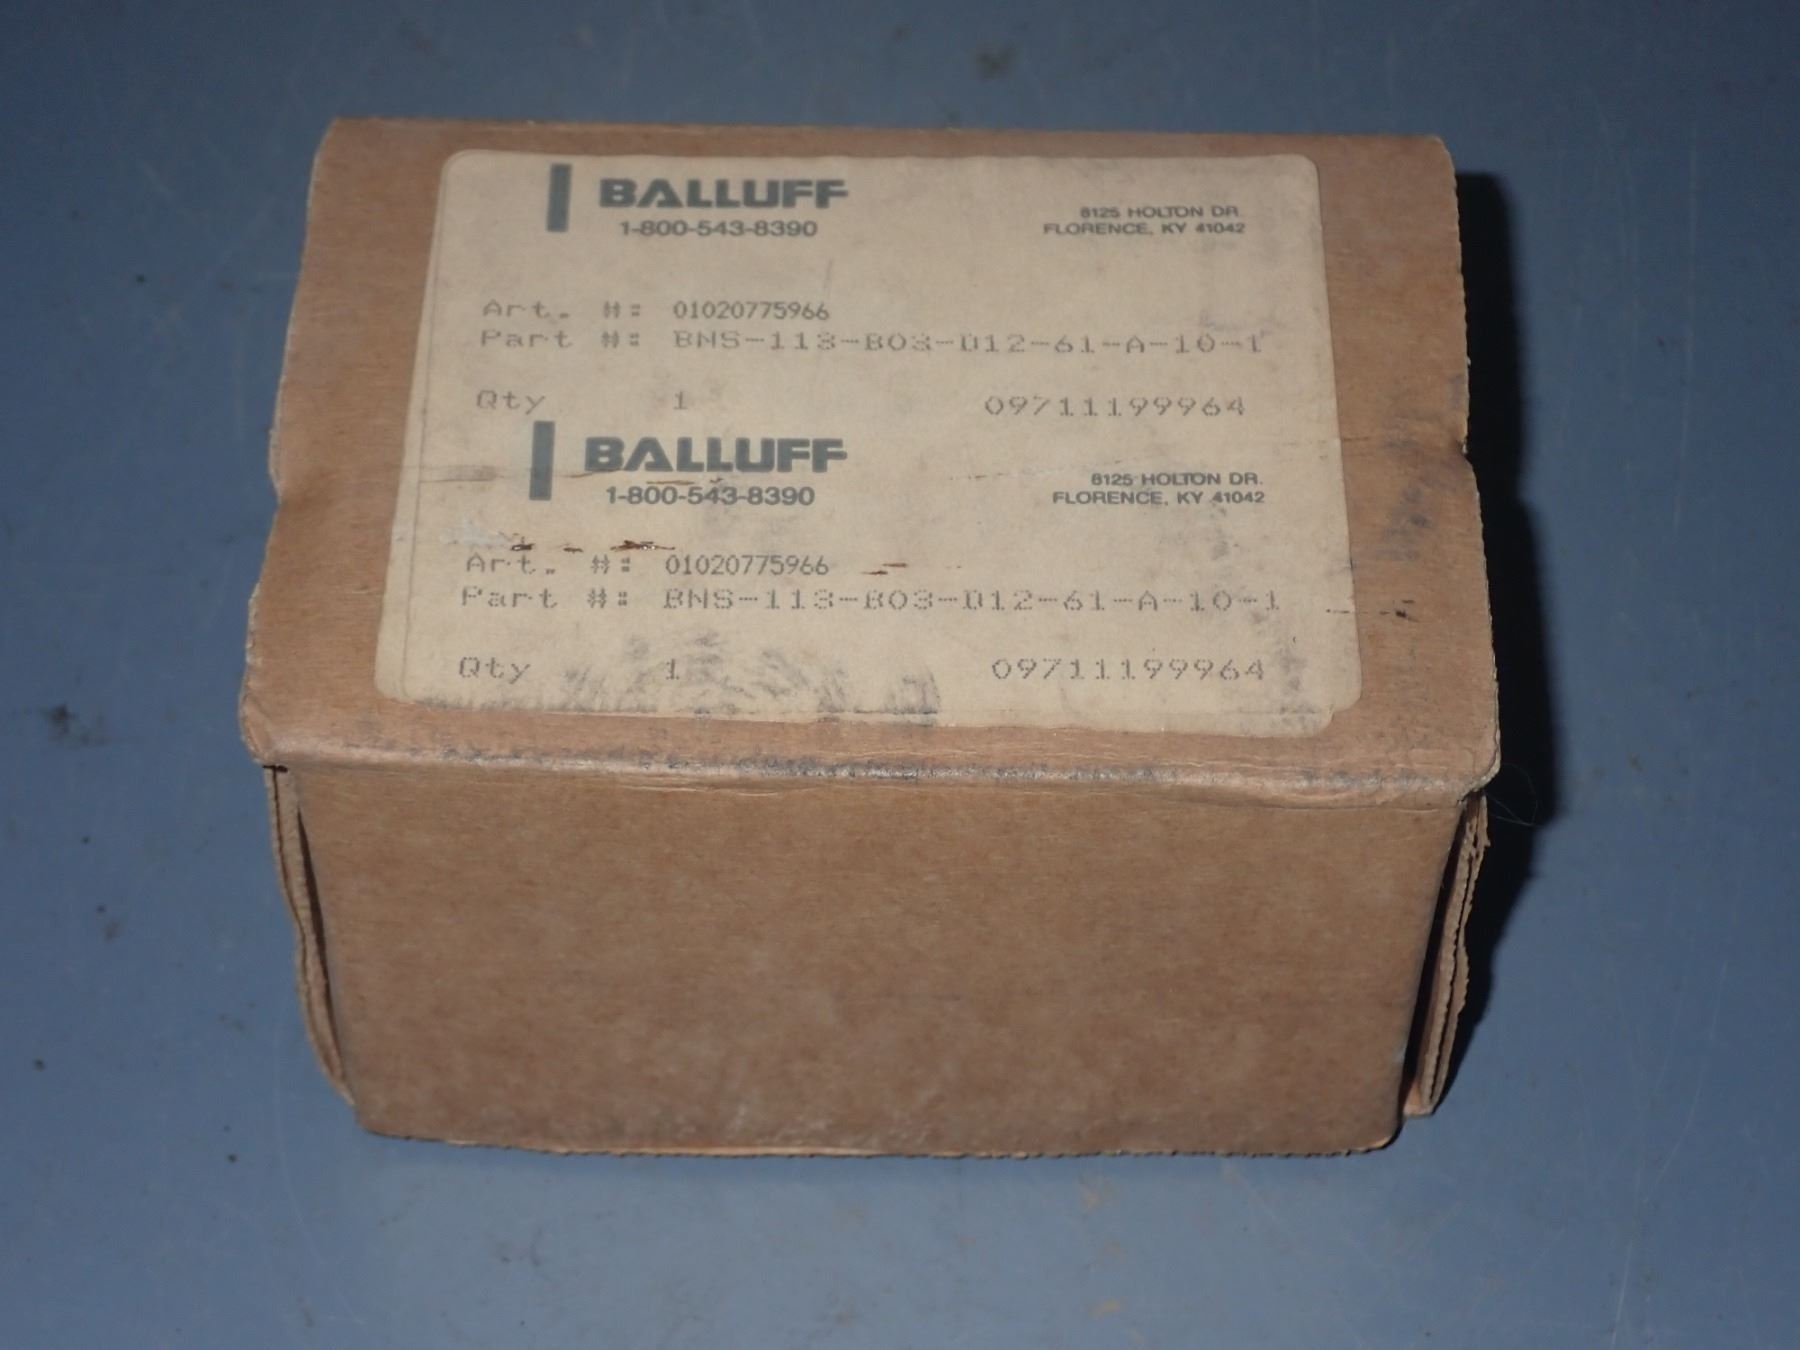 BALLUFF
1-800-543-8390
8125 HOLTON DR.
FLORENCE, KY 41042
Art. #: 01020775966
Part #: BNS-113-B03-D12-61-A-10-1
Qty 1 09711199964
BALLUFF
1-800-543-8390
8125 HOLTON DR.
FLORENCE, KY 41042
Art. #: 01020775966
Part #: BNS-113-B03-D12-61-A-10-1
Qty 1 09711199964